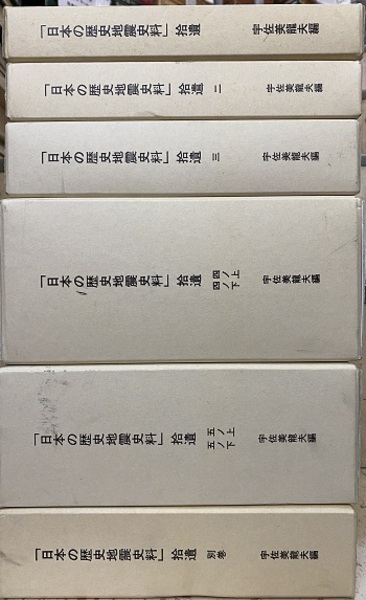 「日本の歴史地震史料」拾遺 宇佐美龍夫編
「日本の歴史地震史料」拾遺 二 宇佐美龍夫編
「日本の歴史地震史料」拾遺 三 宇佐美龍夫編
「日本の歴史地震史料」拾遺 四ノ上 四ノ下 宇佐美龍夫編
「日本の歴史地震史料」拾遺 五ノ上 五ノ下 宇佐美龍夫編
「日本の歴史地震史料」拾遺 別巻 宇佐美龍夫編